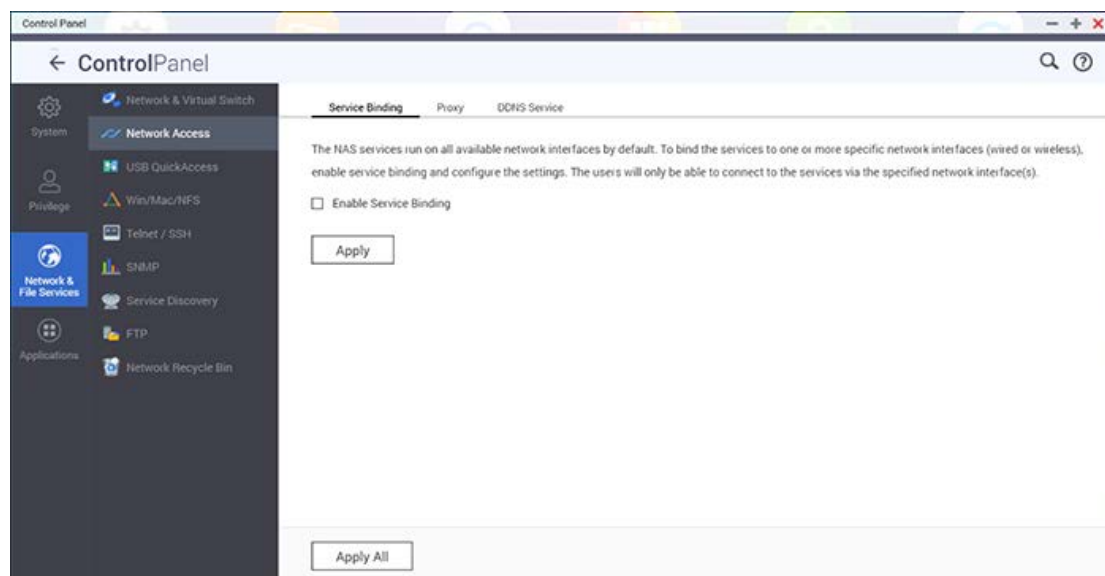 Control Panel
ControlPanel
System
Privilege
Network &
File Services
Applications
Network & Virtual Switch
Network Access
USB QuickAccess
Win/Mac/NFS
Telnet / SSH
SNMP
Service Discovery
FTP
Network Recycle Bin
Service Binding Proxy DDNS Service
The NAS services run on all available network interfaces by default. To bind the services to one or more specific network interfaces (wired or wireless),
enable service binding and configure the settings. The users will only be able to connect to the services via the specified network interface(s).
Enable Service Binding
Apply
Apply All